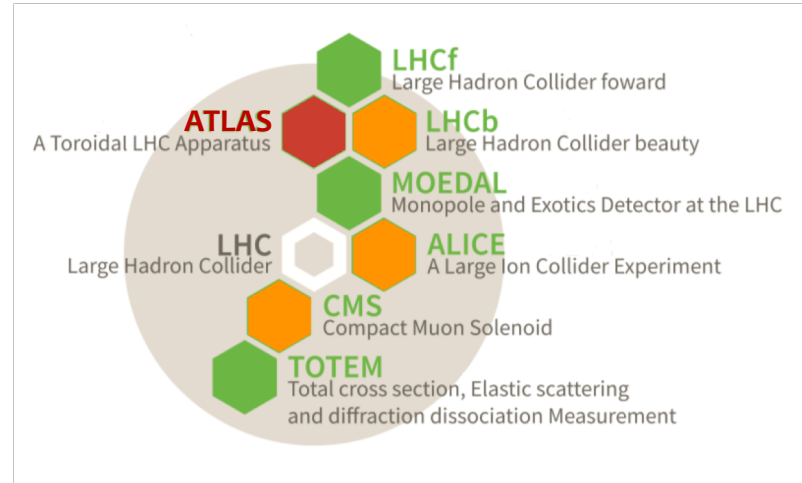 LHCf
Large Hadron Collider foward
ATLAS
A Toroidal LHC Apparatus
LHCb
Large Hadron Collider beauty
MOEDAL
Monopole and Exotics Detector at the LHC
LHC
Large Hadron Collider
ALICE
A Large Ion Collider Experiment
CMS
Compact Muon Solenoid
TOTEM
Total cross section, Elastic scattering
and diffraction dissociation Measurement